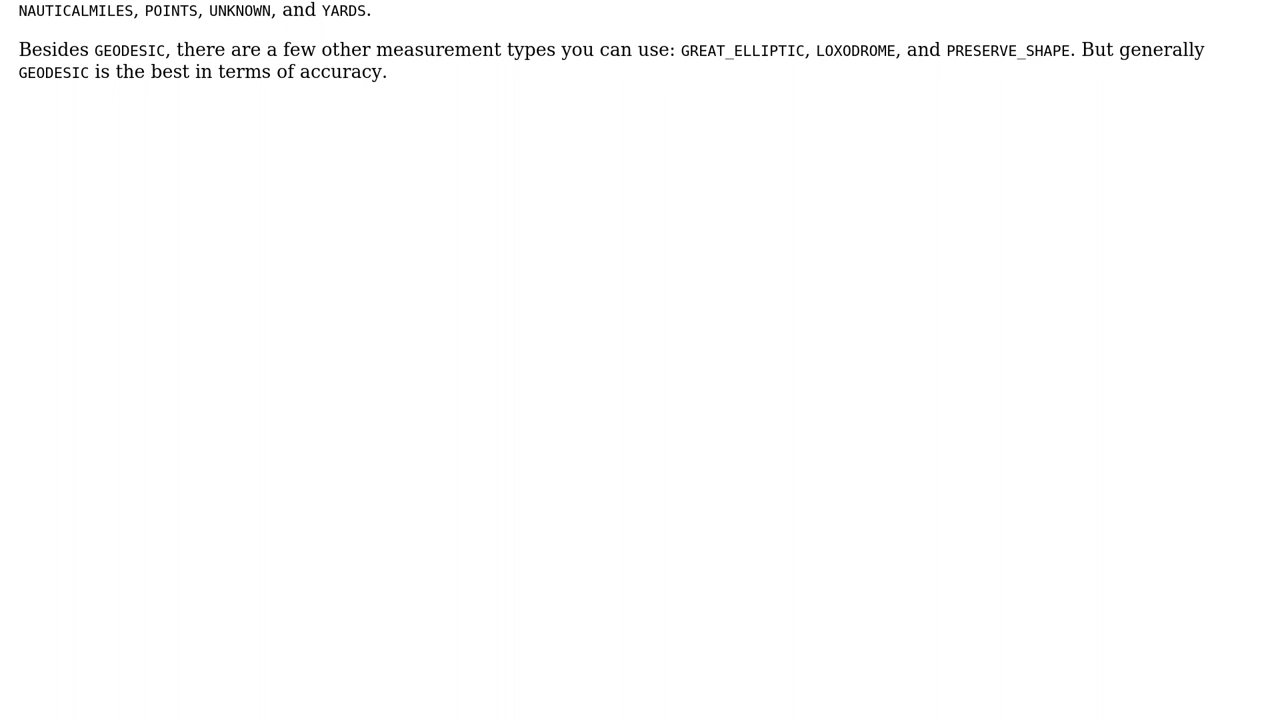 NAUTICALMILES, POINTS, UNKNOWN, and YARDS.
Besides GEODESIC, there are a few other measurement types you can use: GREAT_ELLIPTIC, LOXODROME, and PRESERVE_SHAPE. But generally
GEODESIC is the best in terms of accuracy.